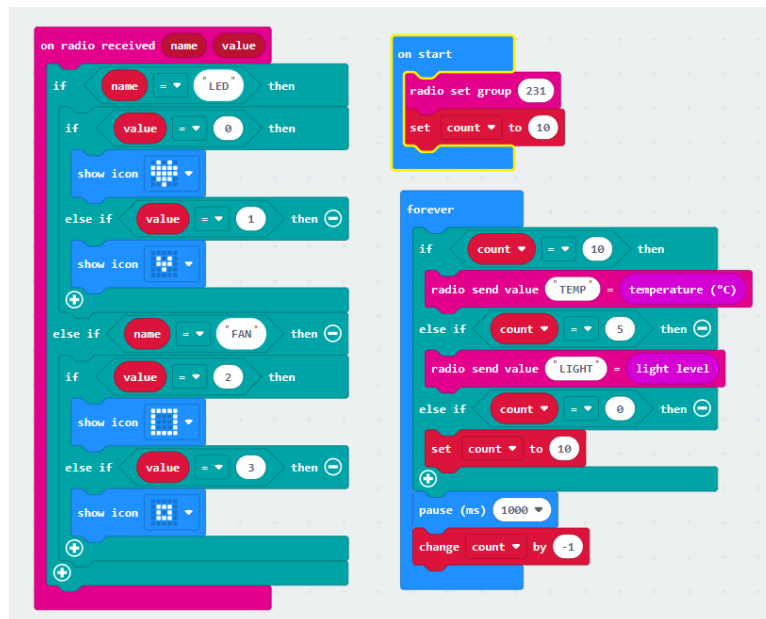 on radio received name value
if name = "LED" then
if value = 0 then
show icon
else if value = 1 then
show icon
else if name = "FAN" then
if value = 2 then
show icon
else if value = 3 then
show icon
on start
radio set group 231
set count to 10
forever
if count = 10 then
radio send value "TEMP" = temperature (°C)
else if count = 5 then
radio send value "LIGHT" = light level
else if count = 0 then
set count to 10
pause (ms) 1000
change count by -1